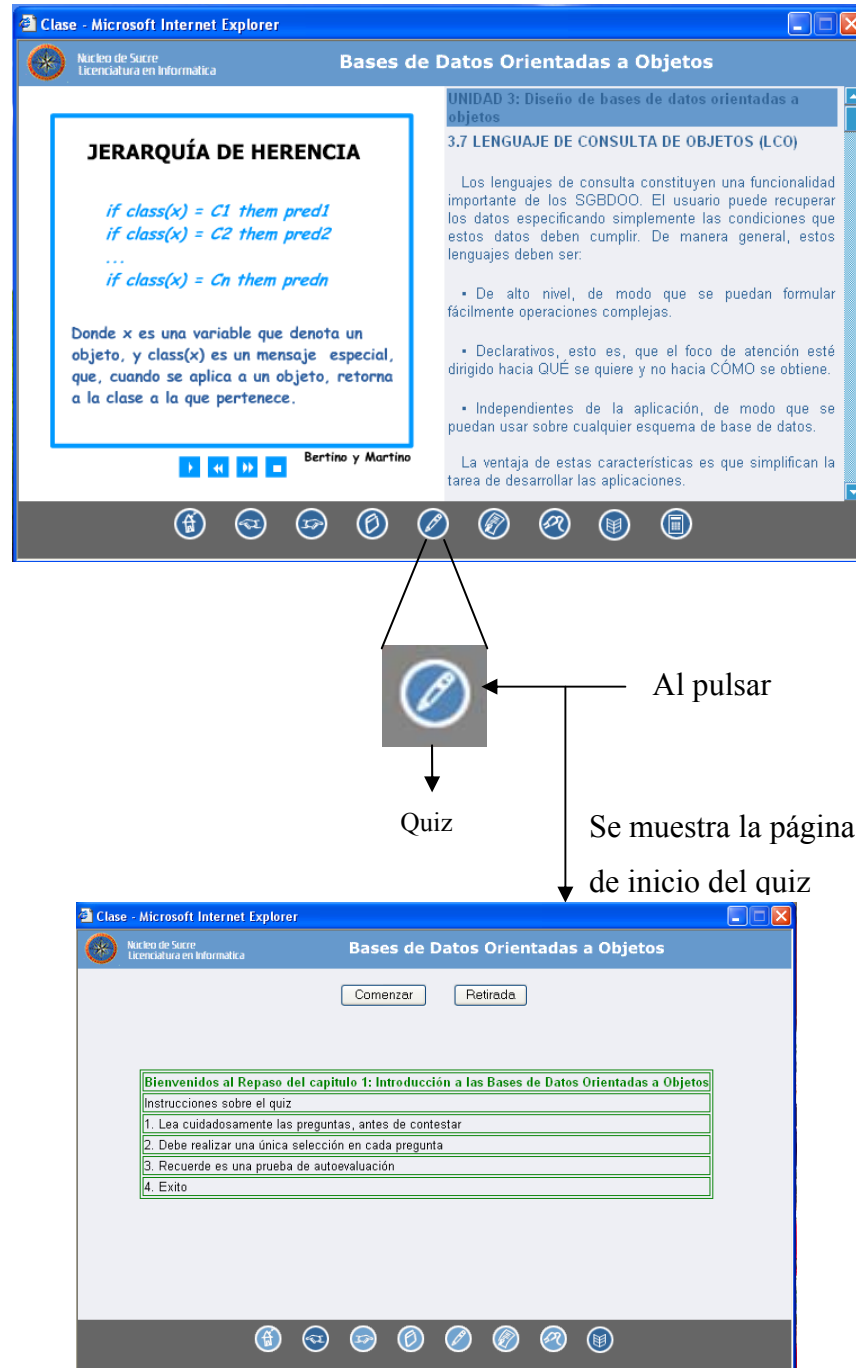 Clase - Microsoft Internet Explorer
Núcleo de Sucre
Licenciatura en Informática
Bases de Datos Orientadas a Objetos
JERARQUÍA DE HERENCIA
if class(x) = C1 them pred1
if class(x) = C2 them pred2
...
if class(x) = Cn them predn
Donde x es una variable que denota un
objeto, y class(x) es un mensaje especial,
que, cuando se aplica a un objeto, retorna
a la clase a la que pertenece.
Bertino y Martino
UNIDAD 3: Diseño de bases de datos orientadas a
objetos
3.7 LENGUAJE DE CONSULTA DE OBJETOS (LCO)
Los lenguajes de consulta constituyen una funcionalidad
importante de los SGBDOO. El usuario puede recuperar
los datos especificando simplemente las condiciones que
estos datos deben cumplir. De manera general, estos
lenguajes deben ser:
▪ De alto nivel, de modo que se puedan formular
fácilmente operaciones complejas.
▪ Declarativos, esto es, que el foco de atención esté
dirigido hacia QUÉ se quiere y no hacia CÓMO se obtiene.
▪ Independientes de la aplicación, de modo que se
puedan usar sobre cualquier esquema de base de datos.
La ventaja de estas características es que simplifican la
tarea de desarrollar las aplicaciones.
Al pulsar
Quiz
Se muestra la página
de inicio del quiz
Clase - Microsoft Internet Explorer
Núcleo de Sucre
Licenciatura en Informática
Bases de Datos Orientadas a Objetos
Comenzar
Retirada
Bienvenidos al Repaso del capitulo 1: Introducción a las Bases de Datos Orientadas a Objetos
Instrucciones sobre el quiz
1. Lea cuidadosamente las preguntas, antes de contestar
2. Debe realizar una única selección en cada pregunta
3. Recuerde es una prueba de autoevaluación
4. Exito